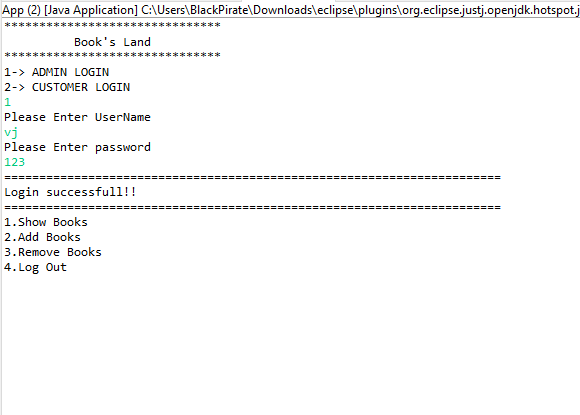 App (2) [Java Application] C:\Users\BlackPirate\Downloads\eclipse\plugins\org.eclipse.justj.openjdk.hotspot.j
*******************************
Book's Land
*******************************
1-> ADMIN LOGIN
2-> CUSTOMER LOGIN
1
Please Enter UserName
vj
Please Enter password
123
=======================================================================
Login successfull!!
=======================================================================
1.Show Books
2.Add Books
3.Remove Books
4.Log Out